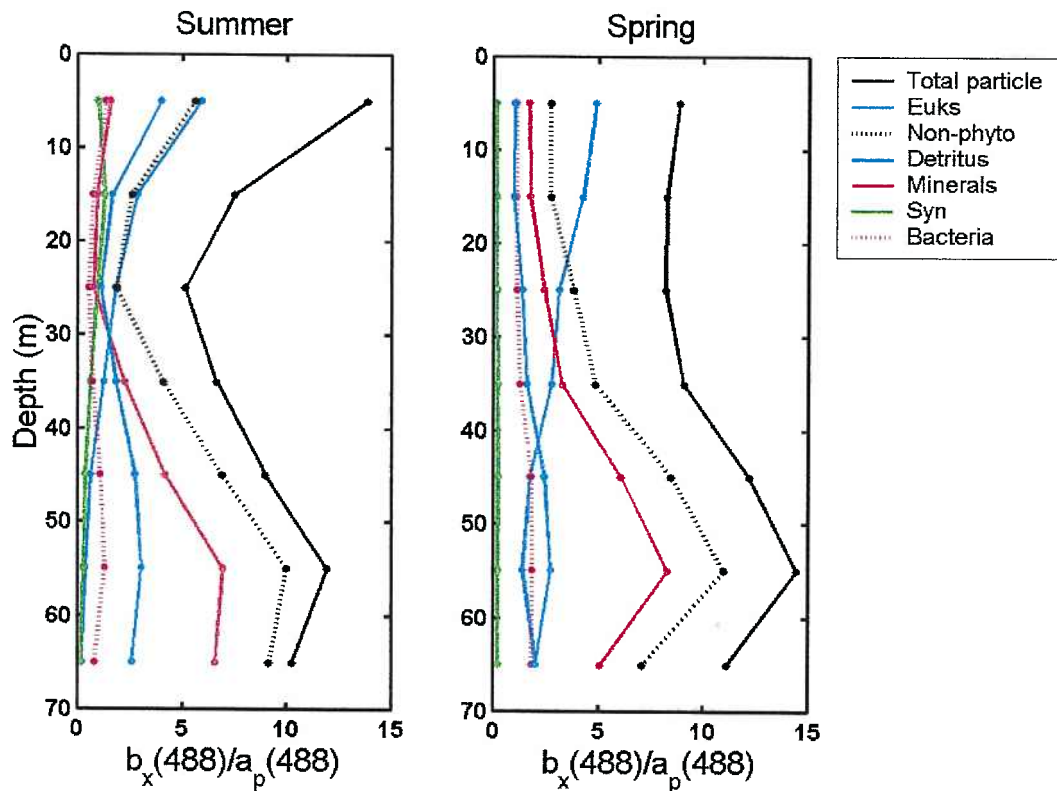 Summer
Spring
0
10
20
30
40
50
60
70
Depth (m)
0
5
10
15
b_x(488)/a_p(488)
0
10
20
30
40
50
60
70
0
5
10
15
b_x(488)/a_p(488)
Total particle
Euks
Non-phyto
Detritus
Minerals
Syn
Bacteria